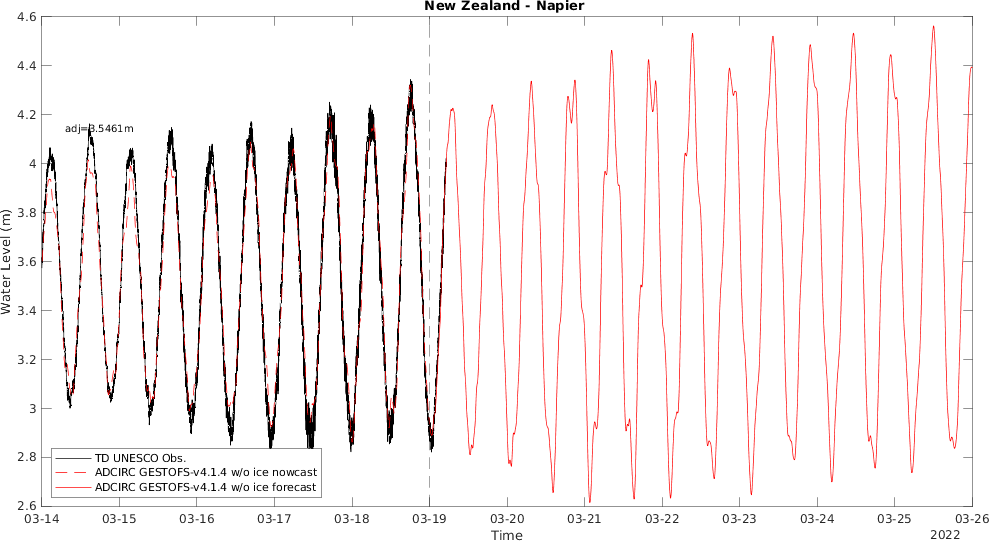 New Zealand - Napier
4.6
4.4
4.2
4
3.8
3.6
3.4
3.2
3
2.8
2.6
Water Level (m)
adj=3.5461m
TD UNESCO Obs.
ADCIRC GESTOFS-v4.1.4 w/o ice nowcast
ADCIRC GESTOFS-v4.1.4 w/o ice forecast
03-14 03-15 03-16 03-17 03-18 03-19 03-20 03-21 03-22 03-23 03-24 03-25 03-26
Time
2022